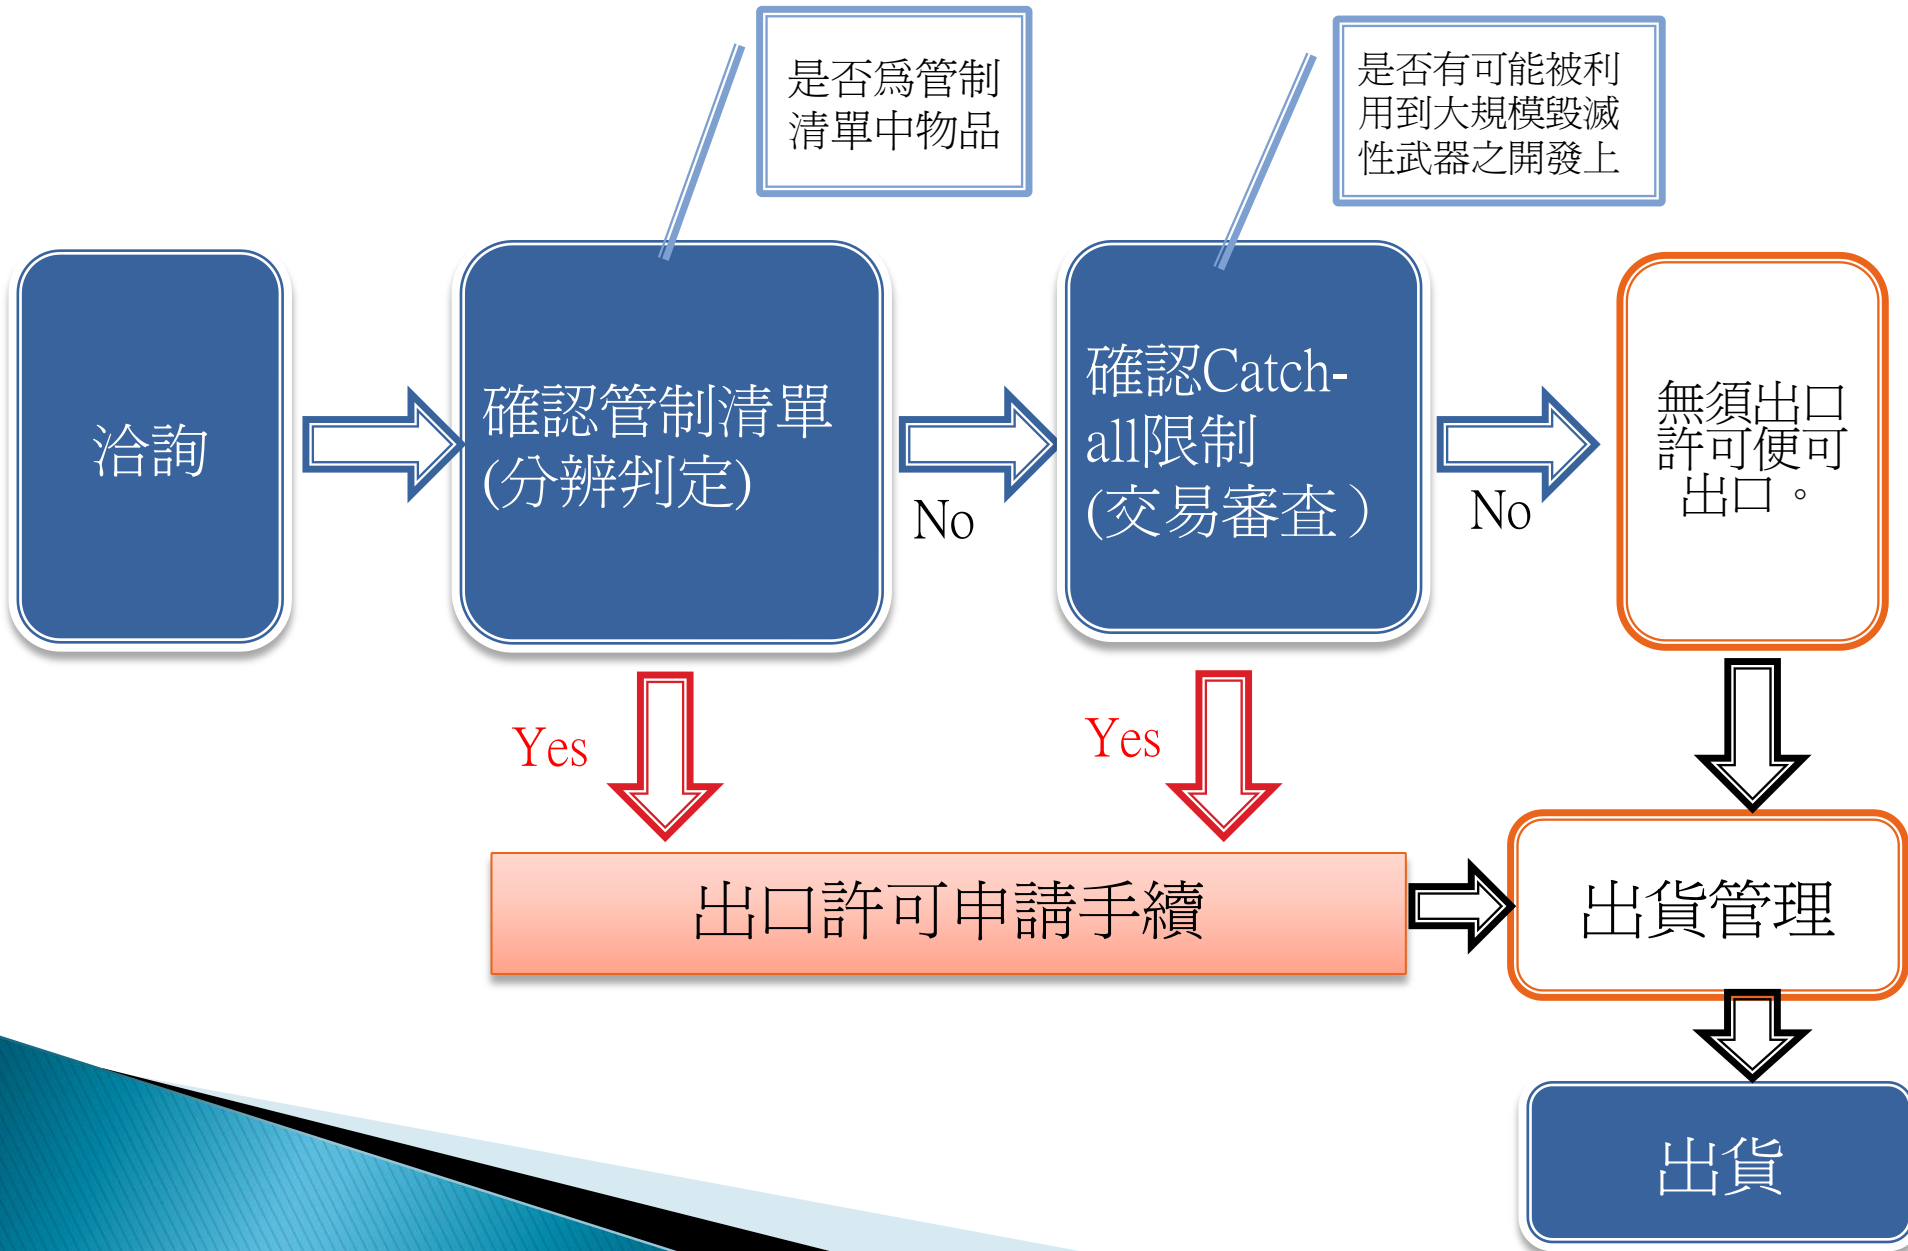 是否為管制
清單中物品
是否有可能被利
用到大規模毀滅
性武器之開發上
洽詢
確認管制清單
(分辨判定)
No
確認Catch-
all限制
(交易審查）
No
無須出口
許可便可
出口。
Yes
Yes
出口許可申請手續
出貨管理
出貨